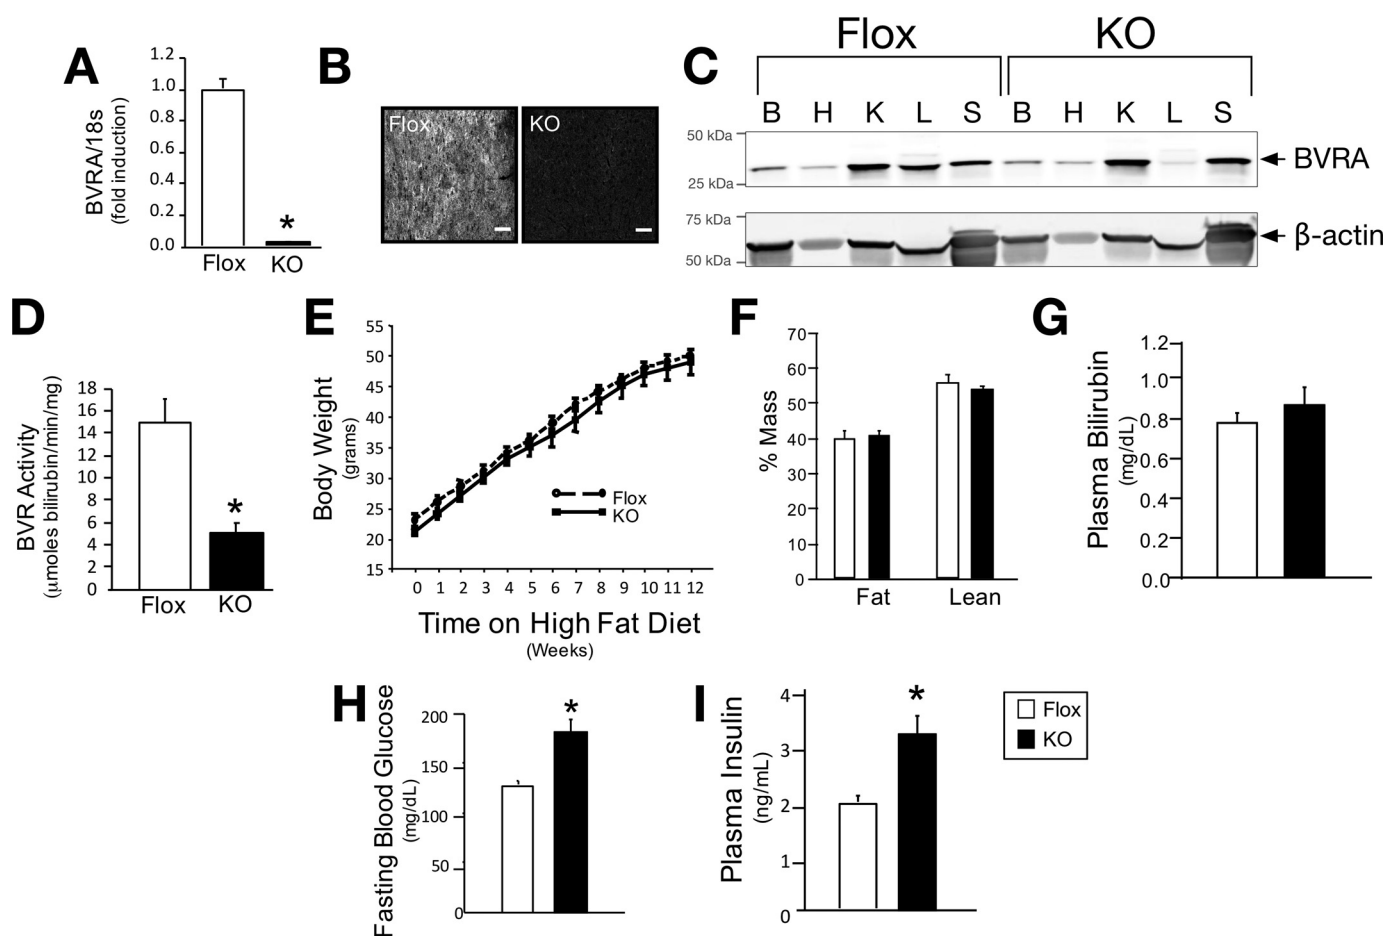 A
BVRA/18s
(fold induction)
1.2
1.0
0.8
0.6
0.4
0.2
0.0
*
Flox KO
B
Flox KO
C
Flox KO
B H K L S B H K L S
50 kDa
25 kDa
BVRA
75 kDa
50 kDa
β-actin
D
BVR Activity
(μmoles bilirubin/min/mg)
18
16
14
12
10
8
6
4
2
0
*
Flox KO
E
Body Weight
(grams)
55
50
45
40
35
30
25
20
15
Flox
KO
0 1 2 3 4 5 6 7 8 9 10 11 12
Time on High Fat Diet
(Weeks)
F
% Mass
70
60
50
40
30
20
10
0
Fat Lean
G
Plasma Bilirubin
(mg/dL)
1.2
1.0
0.8
0.6
0.4
0.2
0.0
H
Fasting Blood Glucose
(mg/dL)
200
150
100
50
0
*
I
Plasma Insulin
(ng/mL)
4
3
2
1
0
*
Flox
KO